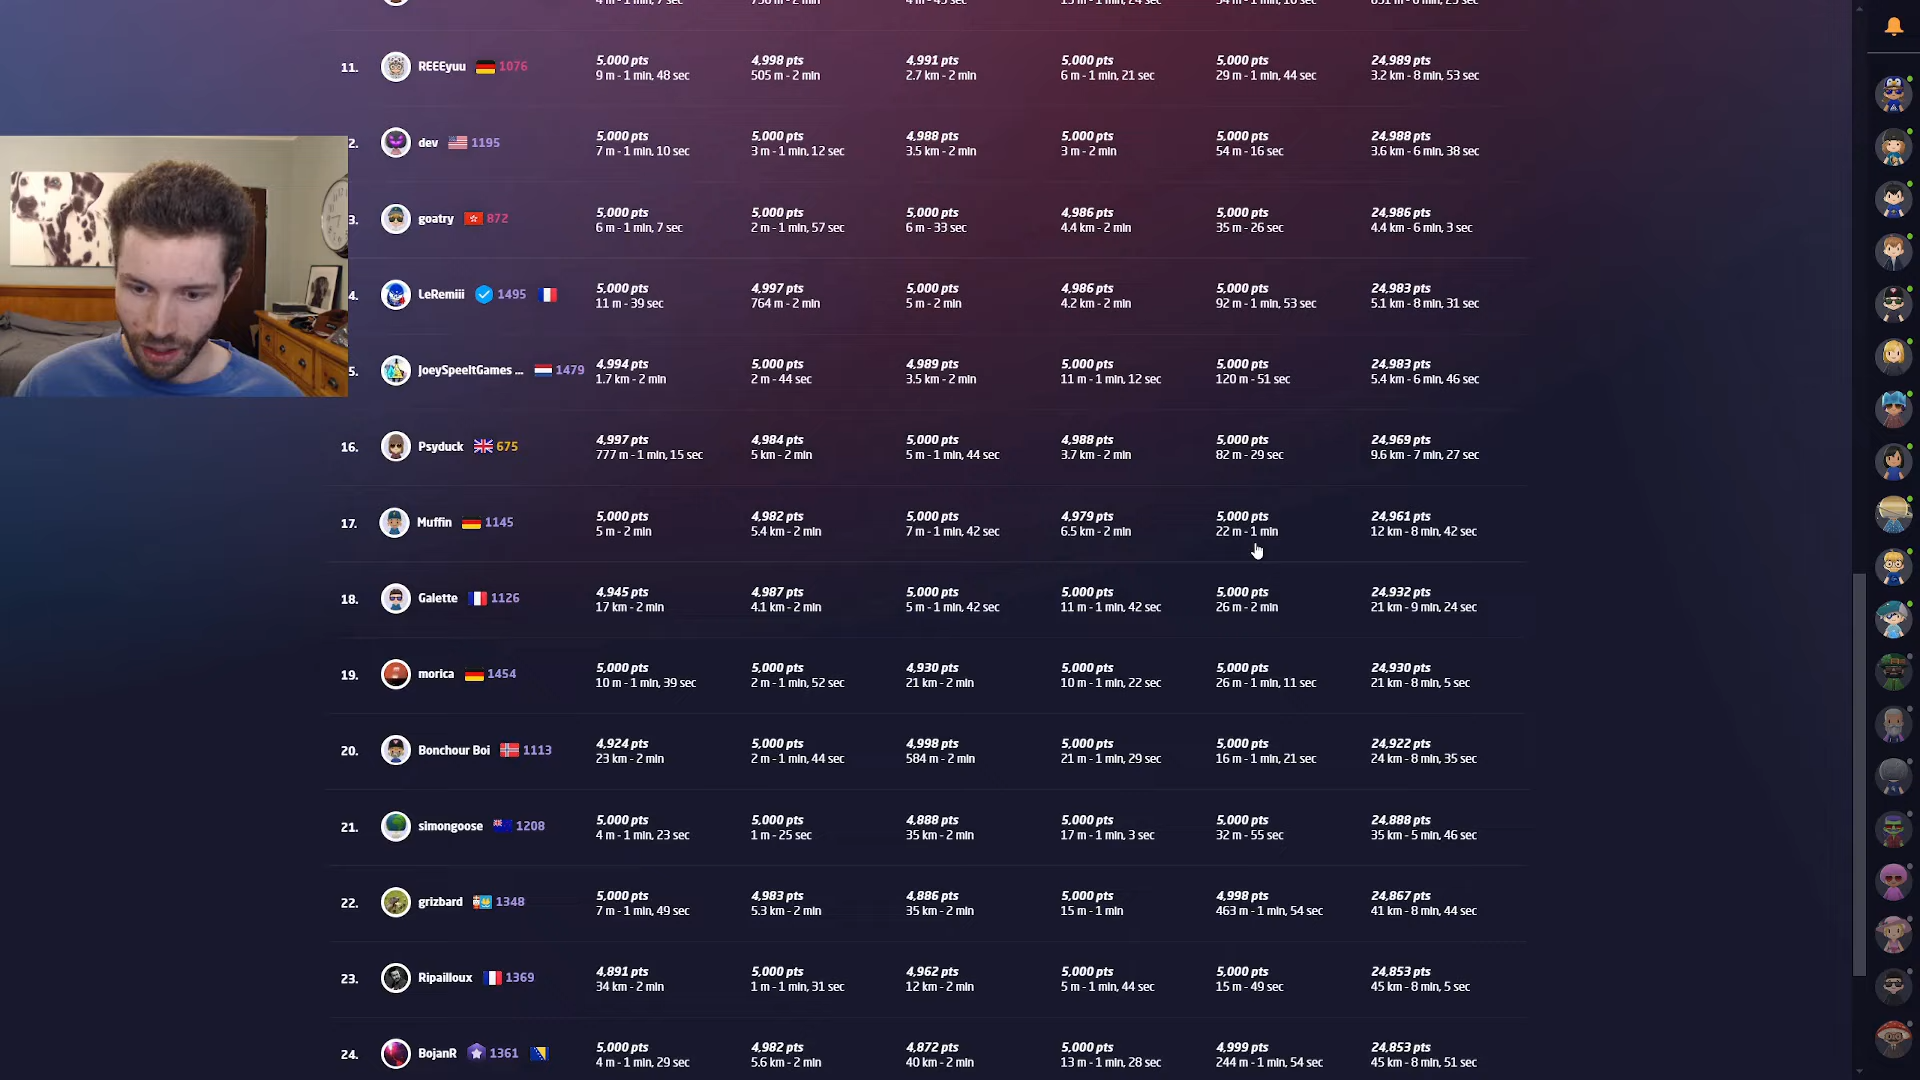 11. REEEyuu 1076 5,000 pts 4,998 pts 4,991 pts 5,000 pts 5,000 pts 24,989 pts
9 m - 1 min, 48 sec 505 m - 2 min 2.7 km - 2 min 6 m - 1 min, 21 sec 29 m - 1 min, 44 sec 3.2 km - 8 min, 53 sec
2. dev 1195 5,000 pts 5,000 pts 4,988 pts 5,000 pts 5,000 pts 24,988 pts
7 m - 1 min, 10 sec 3 m - 1 min, 12 sec 3.5 km - 2 min 3 m - 2 min 54 m - 16 sec 3.6 km - 6 min, 38 sec
3. goatry 872 5,000 pts 5,000 pts 5,000 pts 4,986 pts 5,000 pts 24,986 pts
6 m - 1 min, 7 sec 2 m - 1 min, 57 sec 6 m - 33 sec 4.4 km - 2 min 35 m - 26 sec 4.4 km - 6 min, 3 sec
4. LeRemiii 1495 5,000 pts 4,997 pts 5,000 pts 4,986 pts 5,000 pts 24,983 pts
11 m - 39 sec 764 m - 2 min 5 m - 2 min 4.2 km - 2 min 92 m - 1 min, 53 sec 5.1 km - 8 min, 31 sec
5. JoeySpeeltGames ... 1479 4,994 pts 5,000 pts 4,989 pts 5,000 pts 5,000 pts 24,983 pts
1.7 km - 2 min 2 m - 44 sec 3.5 km - 2 min 11 m - 1 min, 12 sec 120 m - 51 sec 5.4 km - 6 min, 46 sec
16. Psyduck 675 4,997 pts 4,984 pts 5,000 pts 4,988 pts 5,000 pts 24,969 pts
777 m - 1 min, 15 sec 5 km - 2 min 5 m - 1 min, 44 sec 3.7 km - 2 min 82 m - 29 sec 9.6 km - 7 min, 27 sec
17. Muffin 1145 5,000 pts 4,982 pts 5,000 pts 4,979 pts 5,000 pts 24,961 pts
5 m - 2 min 5.4 km - 2 min 7 m - 1 min, 42 sec 6.5 km - 2 min 22 m - 1 min 12 km - 8 min, 42 sec
18. Galette 1126 4,945 pts 4,987 pts 5,000 pts 5,000 pts 5,000 pts 24,932 pts
17 km - 2 min 4.1 km - 2 min 5 m - 1 min, 42 sec 11 m - 1 min, 42 sec 26 m - 2 min 21 km - 9 min, 24 sec
19. morica 1454 5,000 pts 5,000 pts 4,930 pts 5,000 pts 5,000 pts 24,930 pts
10 m - 1 min, 39 sec 2 m - 1 min, 52 sec 21 km - 2 min 10 m - 1 min, 22 sec 26 m - 1 min, 11 sec 21 km - 8 min, 5 sec
20. Bonchour Boi 1113 4,924 pts 5,000 pts 4,998 pts 5,000 pts 5,000 pts 24,922 pts
23 km - 2 min 2 m - 1 min, 44 sec 584 m - 2 min 21 m - 1 min, 29 sec 16 m - 1 min, 21 sec 24 km - 8 min, 35 sec
21. simongoose 1208 5,000 pts 5,000 pts 4,888 pts 5,000 pts 5,000 pts 24,888 pts
4 m - 1 min, 23 sec 1 m - 25 sec 35 km - 2 min 17 m - 1 min, 3 sec 32 m - 55 sec 35 km - 5 min, 46 sec
22. grizbard 1348 5,000 pts 4,983 pts 4,886 pts 5,000 pts 4,998 pts 24,867 pts
7 m - 1 min, 49 sec 5.3 km - 2 min 35 km - 2 min 15 m - 1 min 463 m - 1 min, 54 sec 41 km - 8 min, 44 sec
23. Ripailloux 1369 4,891 pts 5,000 pts 4,962 pts 5,000 pts 5,000 pts 24,853 pts
34 km - 2 min 1 m - 1 min, 31 sec 12 km - 2 min 5 m - 1 min, 44 sec 15 m - 49 sec 45 km - 8 min, 5 sec
24. BojanR 1361 5,000 pts 4,982 pts 4,872 pts 5,000 pts 4,999 pts 24,853 pts
4 m - 1 min, 29 sec 5.6 km - 2 min 40 km - 2 min 13 m - 1 min, 28 sec 244 m - 1 min, 54 sec 45 km - 8 min, 51 sec